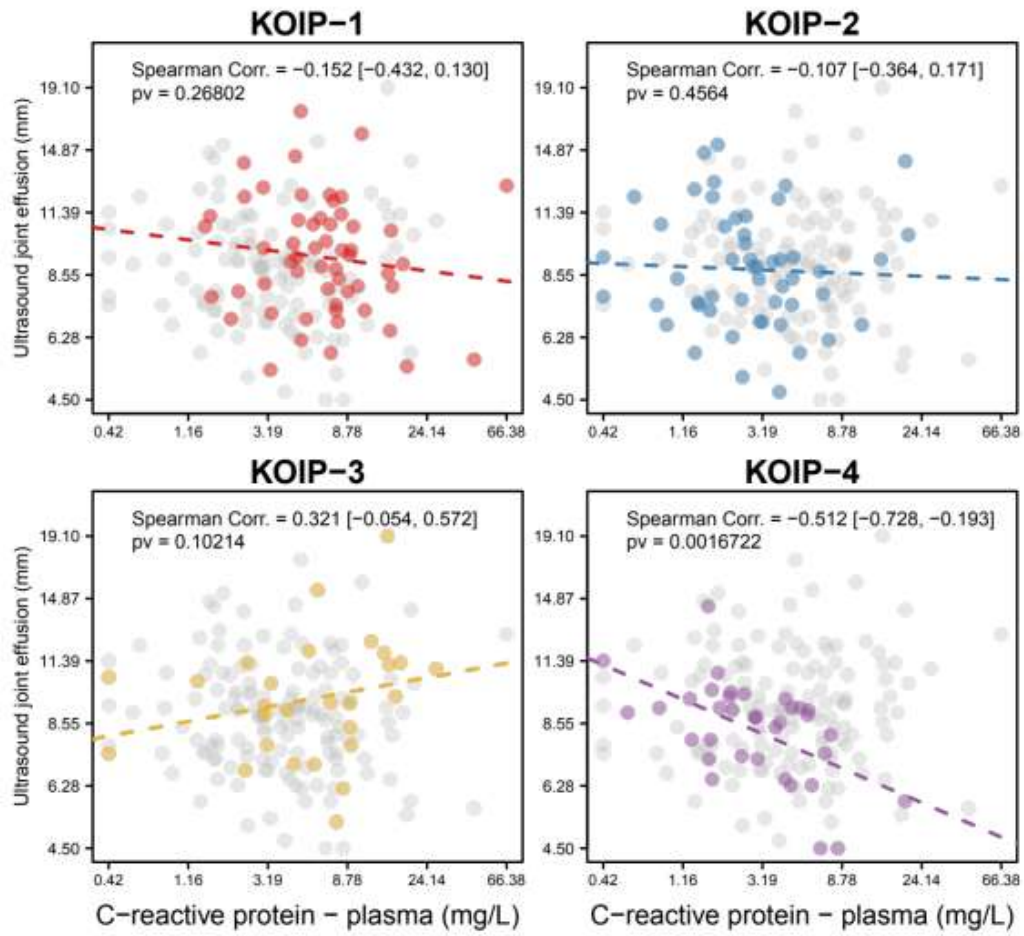 KOIP−1
Spearman Corr. = −0.152 [−0.432, 0.130]
pv = 0.26802
Ultrasound joint effusion (mm)
19.10
14.87
11.39
8.55
6.28
4.50
0.42 1.16 3.19 8.78 24.14 66.38
KOIP−2
Spearman Corr. = −0.107 [−0.364, 0.171]
pv = 0.4564
19.10
14.87
11.39
8.55
6.28
4.50
0.42 1.16 3.19 8.78 24.14 66.38
KOIP−3
Spearman Corr. = 0.321 [−0.054, 0.572]
pv = 0.10214
Ultrasound joint effusion (mm)
19.10
14.87
11.39
8.55
6.28
4.50
0.42 1.16 3.19 8.78 24.14 66.38
C−reactive protein − plasma (mg/L)
KOIP−4
Spearman Corr. = −0.512 [−0.728, −0.193]
pv = 0.0016722
19.10
14.87
11.39
8.55
6.28
4.50
0.42 1.16 3.19 8.78 24.14 66.38
C−reactive protein − plasma (mg/L)